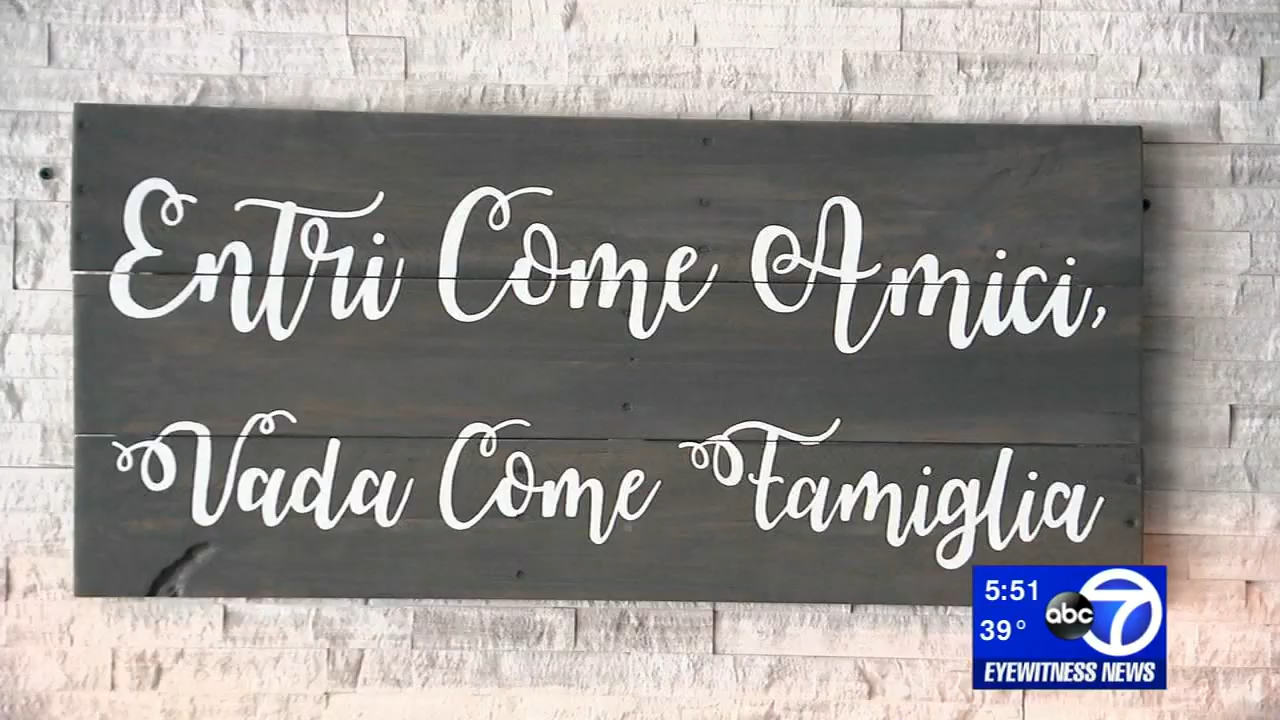 Entri Come Amici,
Vada Come Famiglia
5:51
39°
abc 7
EYEWITNESS NEWS